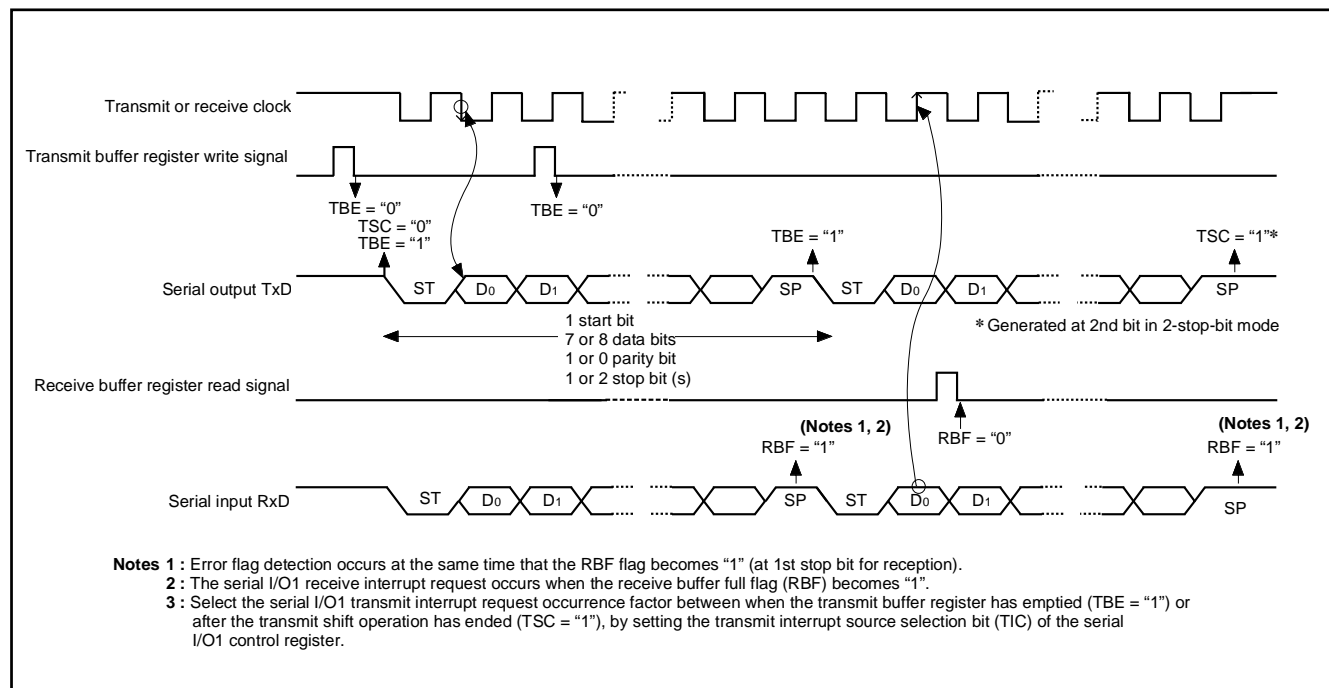 Transmit or receive clock
Transmit buffer register write signal
TBE = “0”
TSC = “0”
TBE = “1”
TBE = “0”
TBE = “1”
TSC = “1”*
Serial output TxD
ST
D0
D1
SP
ST
D0
D1
SP
1 start bit
7 or 8 data bits
1 or 0 parity bit
1 or 2 stop bit (s)
* Generated at 2nd bit in 2-stop-bit mode
Receive buffer register read signal
(Notes 1, 2)
RBF = “1”
RBF = “0”
(Notes 1, 2)
RBF = “1”
Serial input RxD
ST
D0
D1
SP
ST
D0
D1
SP
Notes 1 : Error flag detection occurs at the same time that the RBF flag becomes “1” (at 1st stop bit for reception).
2 : The serial I/O1 receive interrupt request occurs when the receive buffer full flag (RBF) becomes “1”.
3 : Select the serial I/O1 transmit interrupt request occurrence factor between when the transmit buffer register has emptied (TBE = “1”) or
after the transmit shift operation has ended (TSC = “1”), by setting the transmit interrupt source selection bit (TIC) of the serial
I/O1 control register.